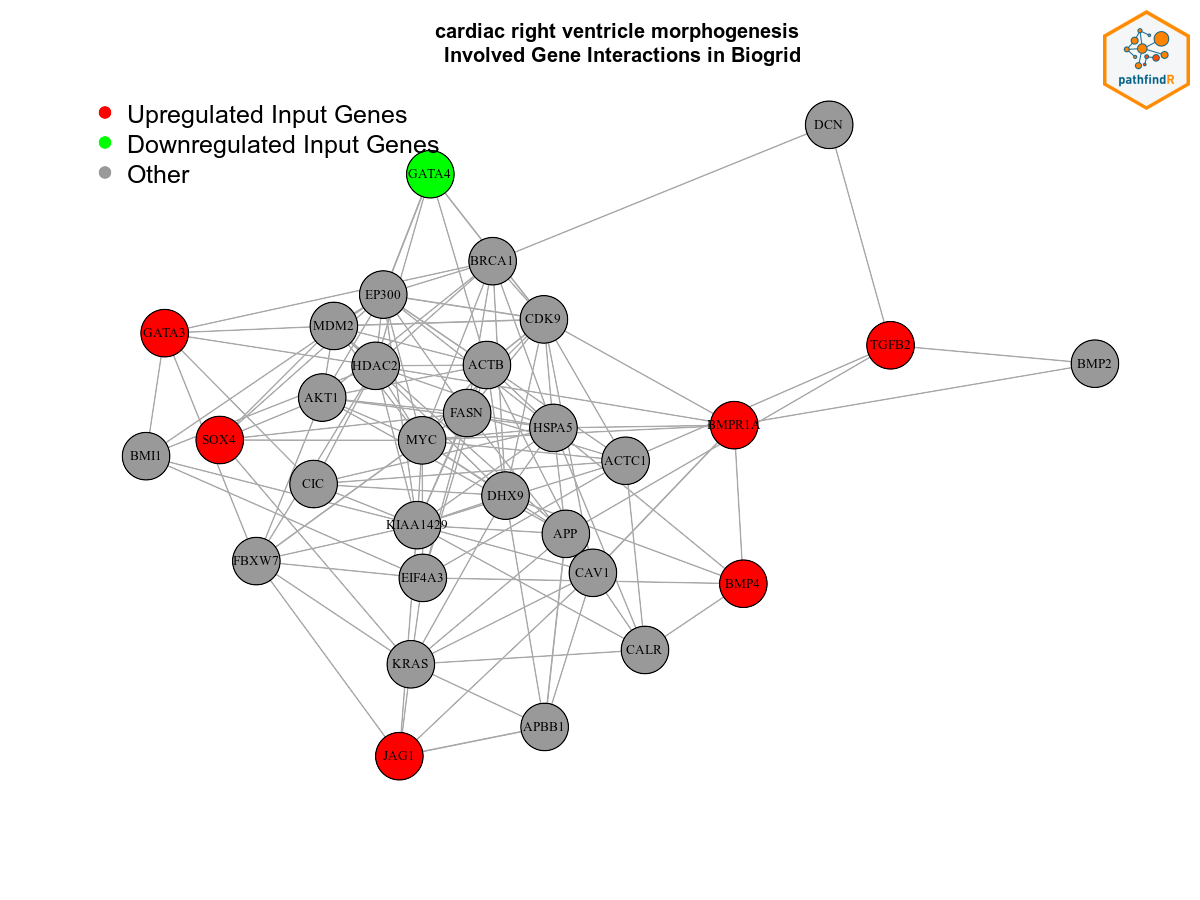 cardiac right ventricle morphogenesis
Involved Gene Interactions in Biogrid
pathfindR
Upregulated Input Genes
Downregulated Input Genes
Other
DCN
GATA4
BRCA1
EP300
CDK9
MDM2
GATA3
TGFB2
BMP2
HDAC2
ACTB
AKT1
FASN
BMPR1A
HSPA5
SOX4
MYC
BMI1
ACTC1
CIC
DHX9
KIAA1429
APP
FBXW7
CAV1
EIF4A3
BMP4
CALR
KRAS
APBB1
JAG1